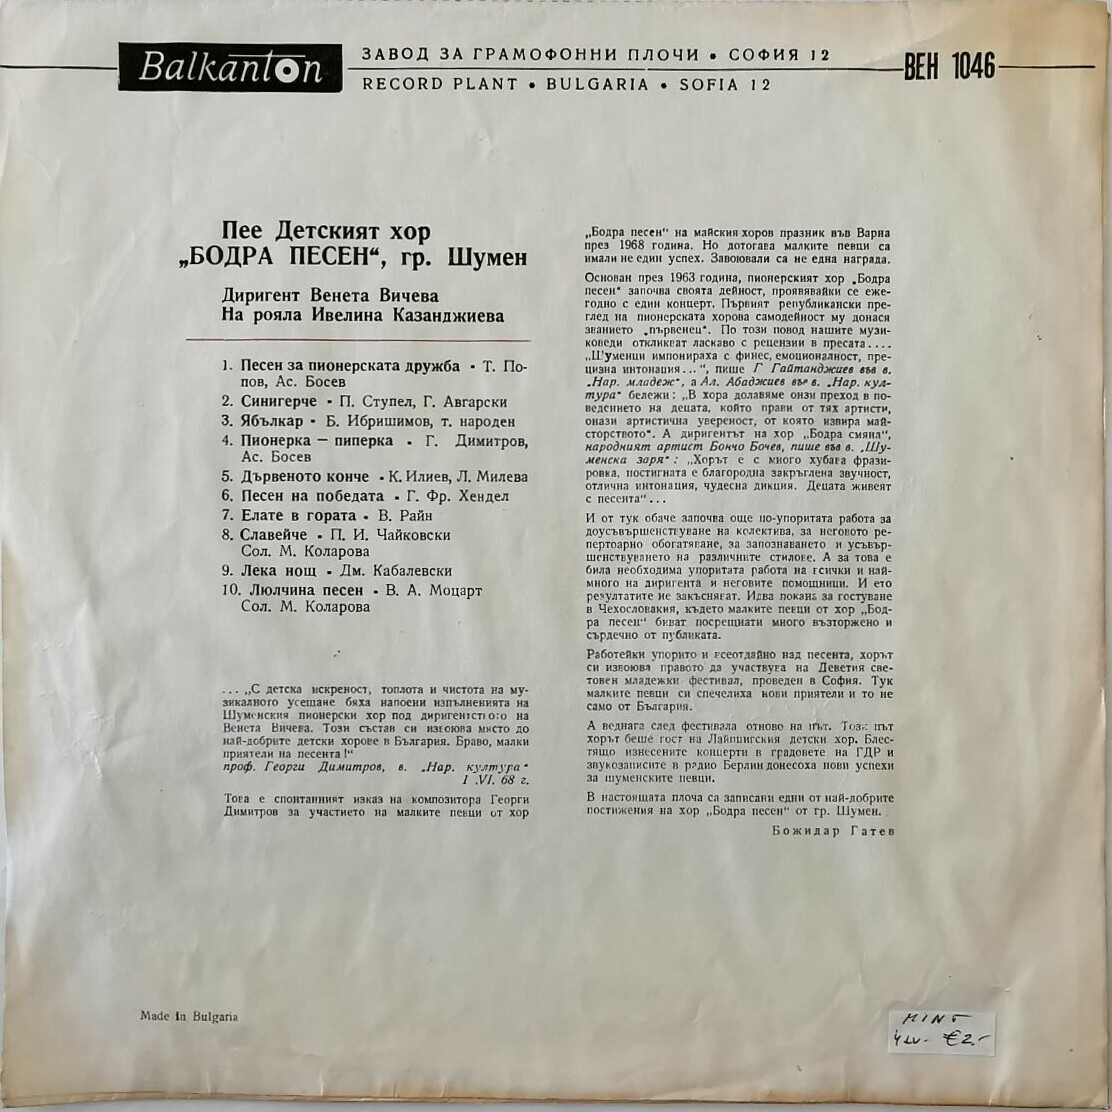 Balkanton
ЗАВОД ЗА ГРАМОФОННИ ПЛОЧИ • СОФИЯ 12
RECORD PLANT • BULGARIA • SOFIA 12
ВЕН 1046
Пее Детският хор
„БОДРА ПЕСЕН“, гр. Шумен
Диригент Венета Вичева
На рояла Ивелина Казанджиева
1. Песен за пионерската дружба • Т. По-
пов, Ас. Босев
2. Синигерче • П. Ступел, Г. Авгарски
3. Ябълкар • Б. Ибришимов, т. народен
4. Пионерка — пиперка • Г. Димитров,
Ас. Босев
5. Дървеното конче • К. Илиев, Л. Милева
6. Песен на победата • Г. Фр. Хендел
7. Елате в гората • В. Райн
8. Славейче • П. И. Чайковски
Сол. М. Коларова
9. Лека нощ • Дм. Кабалевски
10. Люлчина песен • В. А. Моцарт
Сол. М. Коларова
... „С детска искреност, топлота и чистота на му-
зикалното усещане бяха напоени изпълненията на
Шуменския пионерски хор под диригентството на
Венета Вичева. Този състав си извоюва място до
най-добрите детски хорове в България. Браво, малки
приятели на песента!“
проф. Георги Димитров, в. „Нар. култура“
1 .VI. 68 г.
Това е спонтанният изказ на композитора Георги
Димитров за участието на малките певци от хор
„Бодра песен“ на майския хоров празник във Варна
през 1968 година. Но дотогава малките певци са
имали не един успех. Завоювали са не една награда.
Основан през 1963 година, пионерският хор „Бодра
песен“ започва своята дейност, проявявайки се еже-
годно с един концерт. Първият републикански пре-
глед на пионерската хорова самодейност му донася
званието „първенец“. По този повод нашите музи-
коведи откликват ласкаво с рецензии в пресата....
„Шуменци импонираха с финес, емоционалност, пре-
цизна интонация...“, пише Г Гайтанджиев във в.
„Нар. младеж“, а Ал. Абаджиев във в. „Нар. кул-
тура“ бележи: „В хора долавяме онзи преход в по-
ведението на децата, който прави от тях артисти,
онази артистична увереност, от която извира май-
сторството“. А диригентът на хор „Бодра смяна“,
народният артист Бончо Бочев, пише във в. „Шу-
менска заря“: „Хорът е с много хубава фрази-
ровка, постигната е благородна закръглена звучност,
отлична интонация, чудесна дикция. Децата живеят
с песента“...
И от тук обаче започва още по-упоритата работа за
доусъвършенствуване на колектива, за неговото ре-
пертоарно обогатяване, за запознаването и усъвър-
шенствуването на различните стилове. А за това е
била необходима упоритата работа на всички и най-
много на диригента и неговите помощници. И ето
резултатите не закъсняват. Идва покана за гостуване
в Чехословакия, където малките певци от хор „Бод-
ра песен“ биват посрещнати много възторжено и
сърдечно от публиката.
Работейки упорито и всеотдайно над песента, хорът
си извоюва правото да участвува на Деветия све-
товен младежки фестивал, проведен в София. Тук
малките певци си спечелиха нови приятели и то не
само от България.
А веднага след фестивала отново на път. Този път
хорът беше гост на Лайпцигския детски хор. Блес-
тящо изнесените концерти в градовете на ГДР и
звукозаписите в радио Берлин донесоха нови успехи
за шуменските певци.
В настоящата плоча са записани едни от най-добрите
постижения на хор „Бодра песен“ от гр. Шумен.
Божидар Гатев
Made in Bulgaria
MINT
4 LV. - €2.-